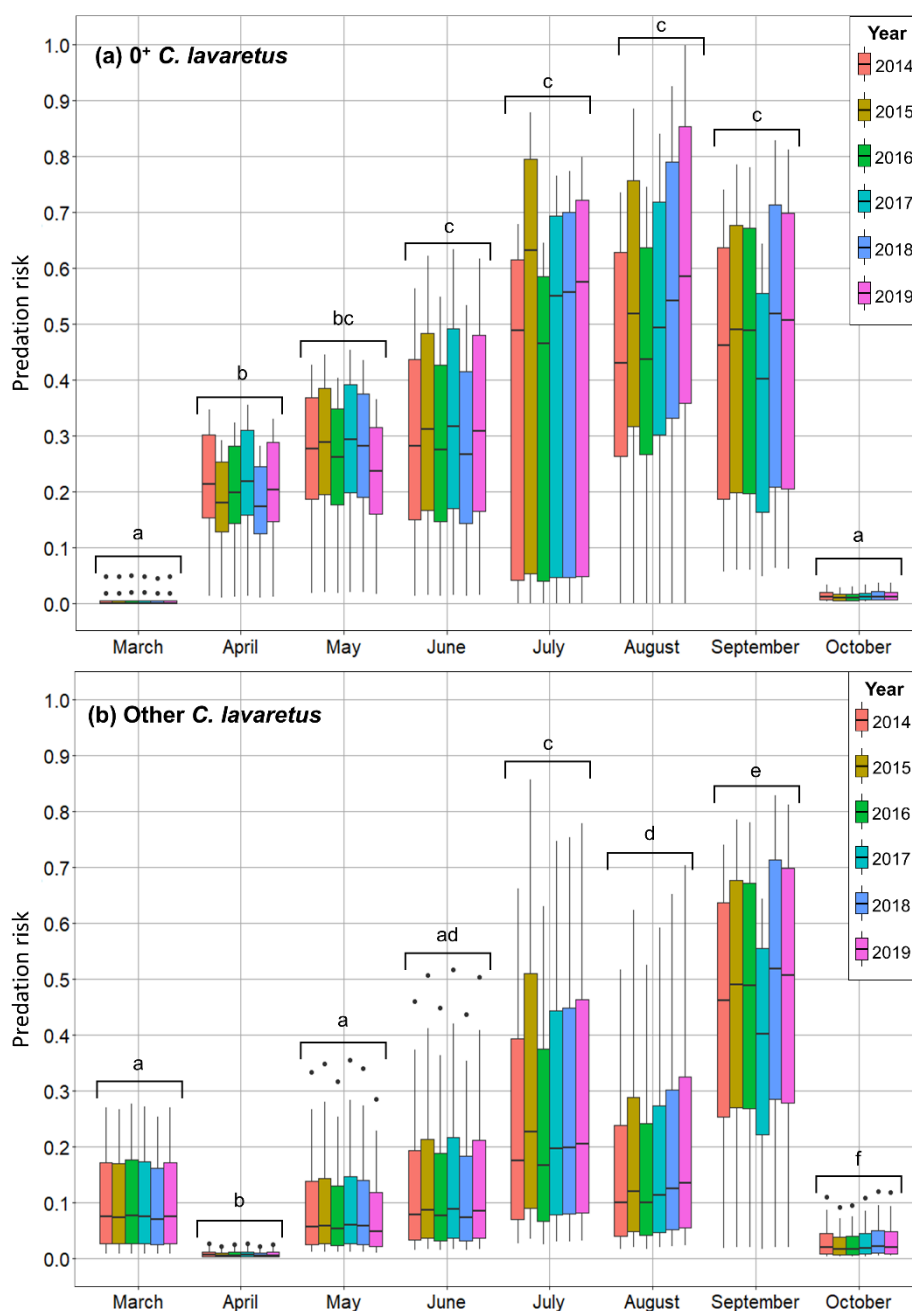 (a) 0⁺ C. lavaretus
Year
2014
2015
2016
2017
2018
2019
Predation risk
1.0
0.9
0.8
0.7
0.6
0.5
0.4
0.3
0.2
0.1
0.0
a
b
bc
c
c
c
c
a
March April May June July August September October
(b) Other C. lavaretus
Year
2014
2015
2016
2017
2018
2019
Predation risk
1.0
0.9
0.8
0.7
0.6
0.5
0.4
0.3
0.2
0.1
0.0
a
b
a
ad
c
d
e
f
March April May June July August September October